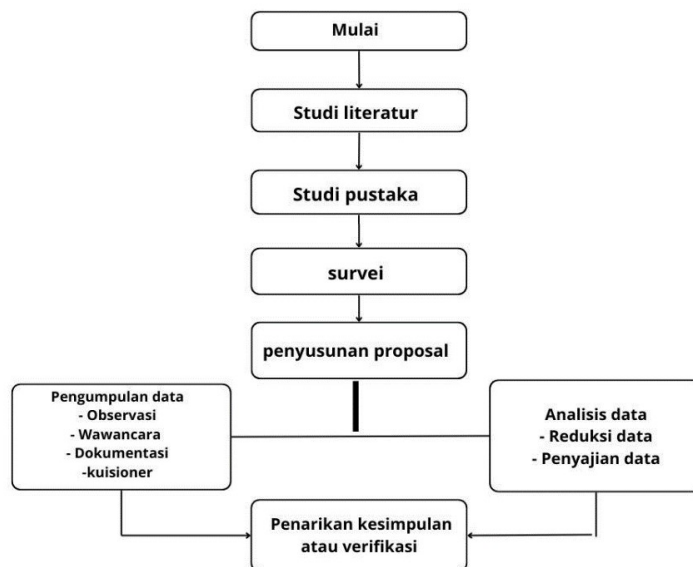 Mulai
Studi literatur
Studi pustaka
survei
penyusunan proposal
Pengumpulan data
- Observasi
- Wawancara
- Dokumentasi
-kuisioner
Analisis data
- Reduksi data
- Penyajian data
Penarikan kesimpulan
atau verifikasi